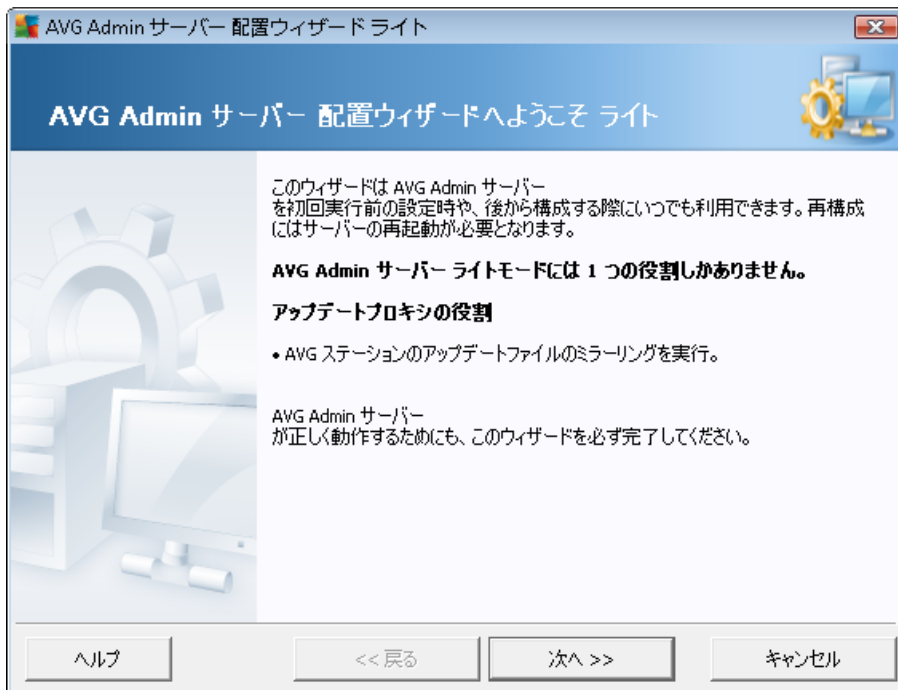 AVG Admin サーバー 配置ウィザード ライト
AVG Admin サーバー 配置ウィザードへようこそ ライト
このウィザードは AVG Admin サーバー
を初回実行前の設定時や、後から構成する際にいつでも利用できます。再構成
にはサーバーの再起動が必要となります。
AVG Admin サーバー ライトモードには 1 つの役割しかありません。
アップデートプロキシの役割
• AVG ステーションのアップデートファイルのミラーリングを実行。
AVG Admin サーバー
が正しく動作するためにも、このウィザードを必ず完了してください。
ヘルプ
<< 戻る
次へ >>
キャンセル